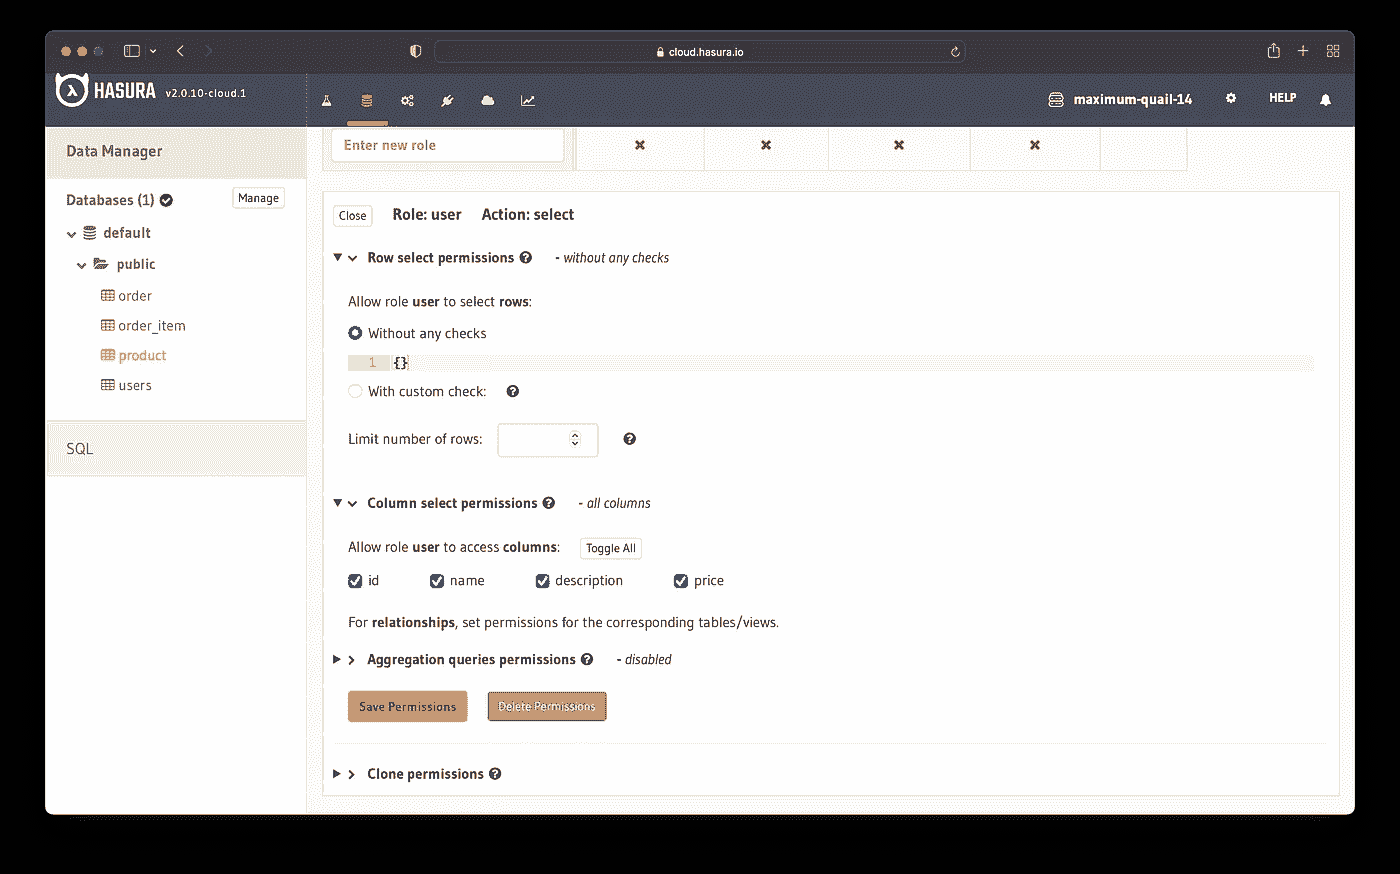 cloud.hasura.io
HASURA v2.0.10-cloud.1
maximum-quail-14 HELP
Data Manager
Databases (1) Manage
default
public
order
order_item
product
users
SQL
Enter new role
Close Role: user Action: select
Row select permissions - without any checks
Allow role user to select rows:
Without any checks
1 {}
With custom check:
Limit number of rows:
Column select permissions - all columns
Allow role user to access columns: Toggle All
id name description price
For relationships, set permissions for the corresponding tables/views.
Aggregation queries permissions - disabled
Save Permissions Delete Permissions
Clone permissions